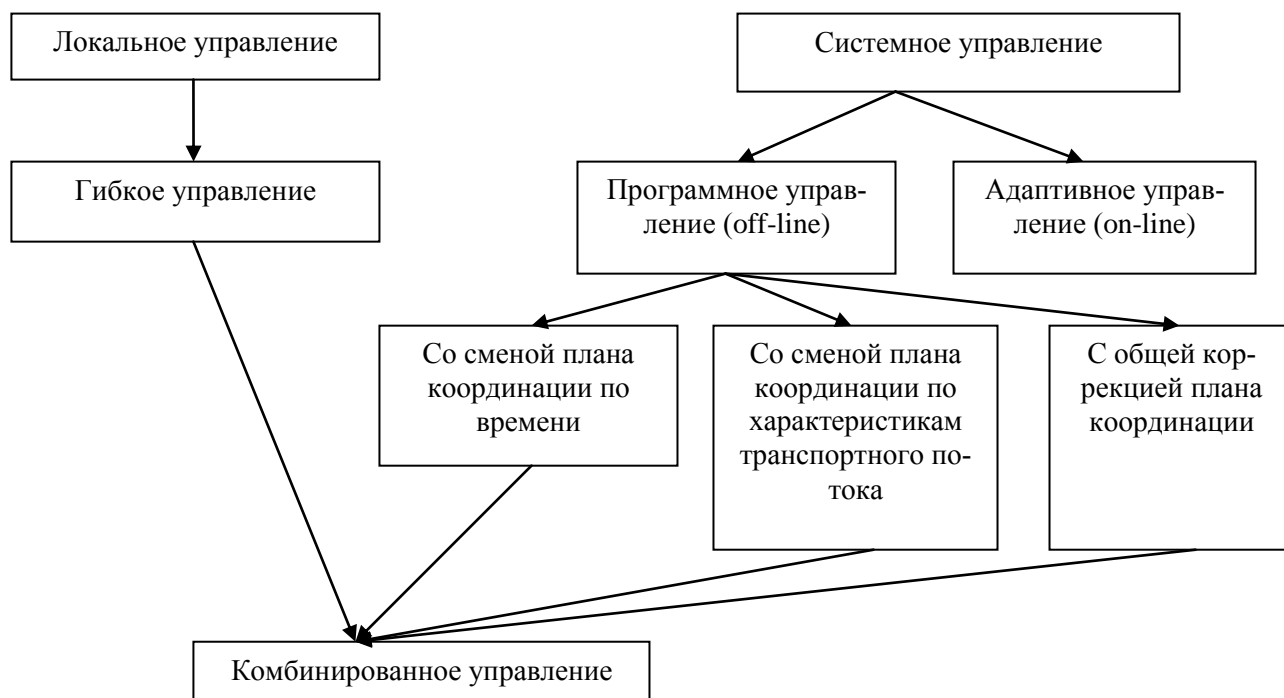 Локальное управление
Системное управление
Гибкое управление
Программное управ-
ление (off-line)
Адаптивное управ-
ление (on-line)
Со сменой плана
координации по
времени
Со сменой плана
координации по
характеристикам
транспортного по-
тока
С общей кор-
рекцией плана
координации
Комбинированное управление